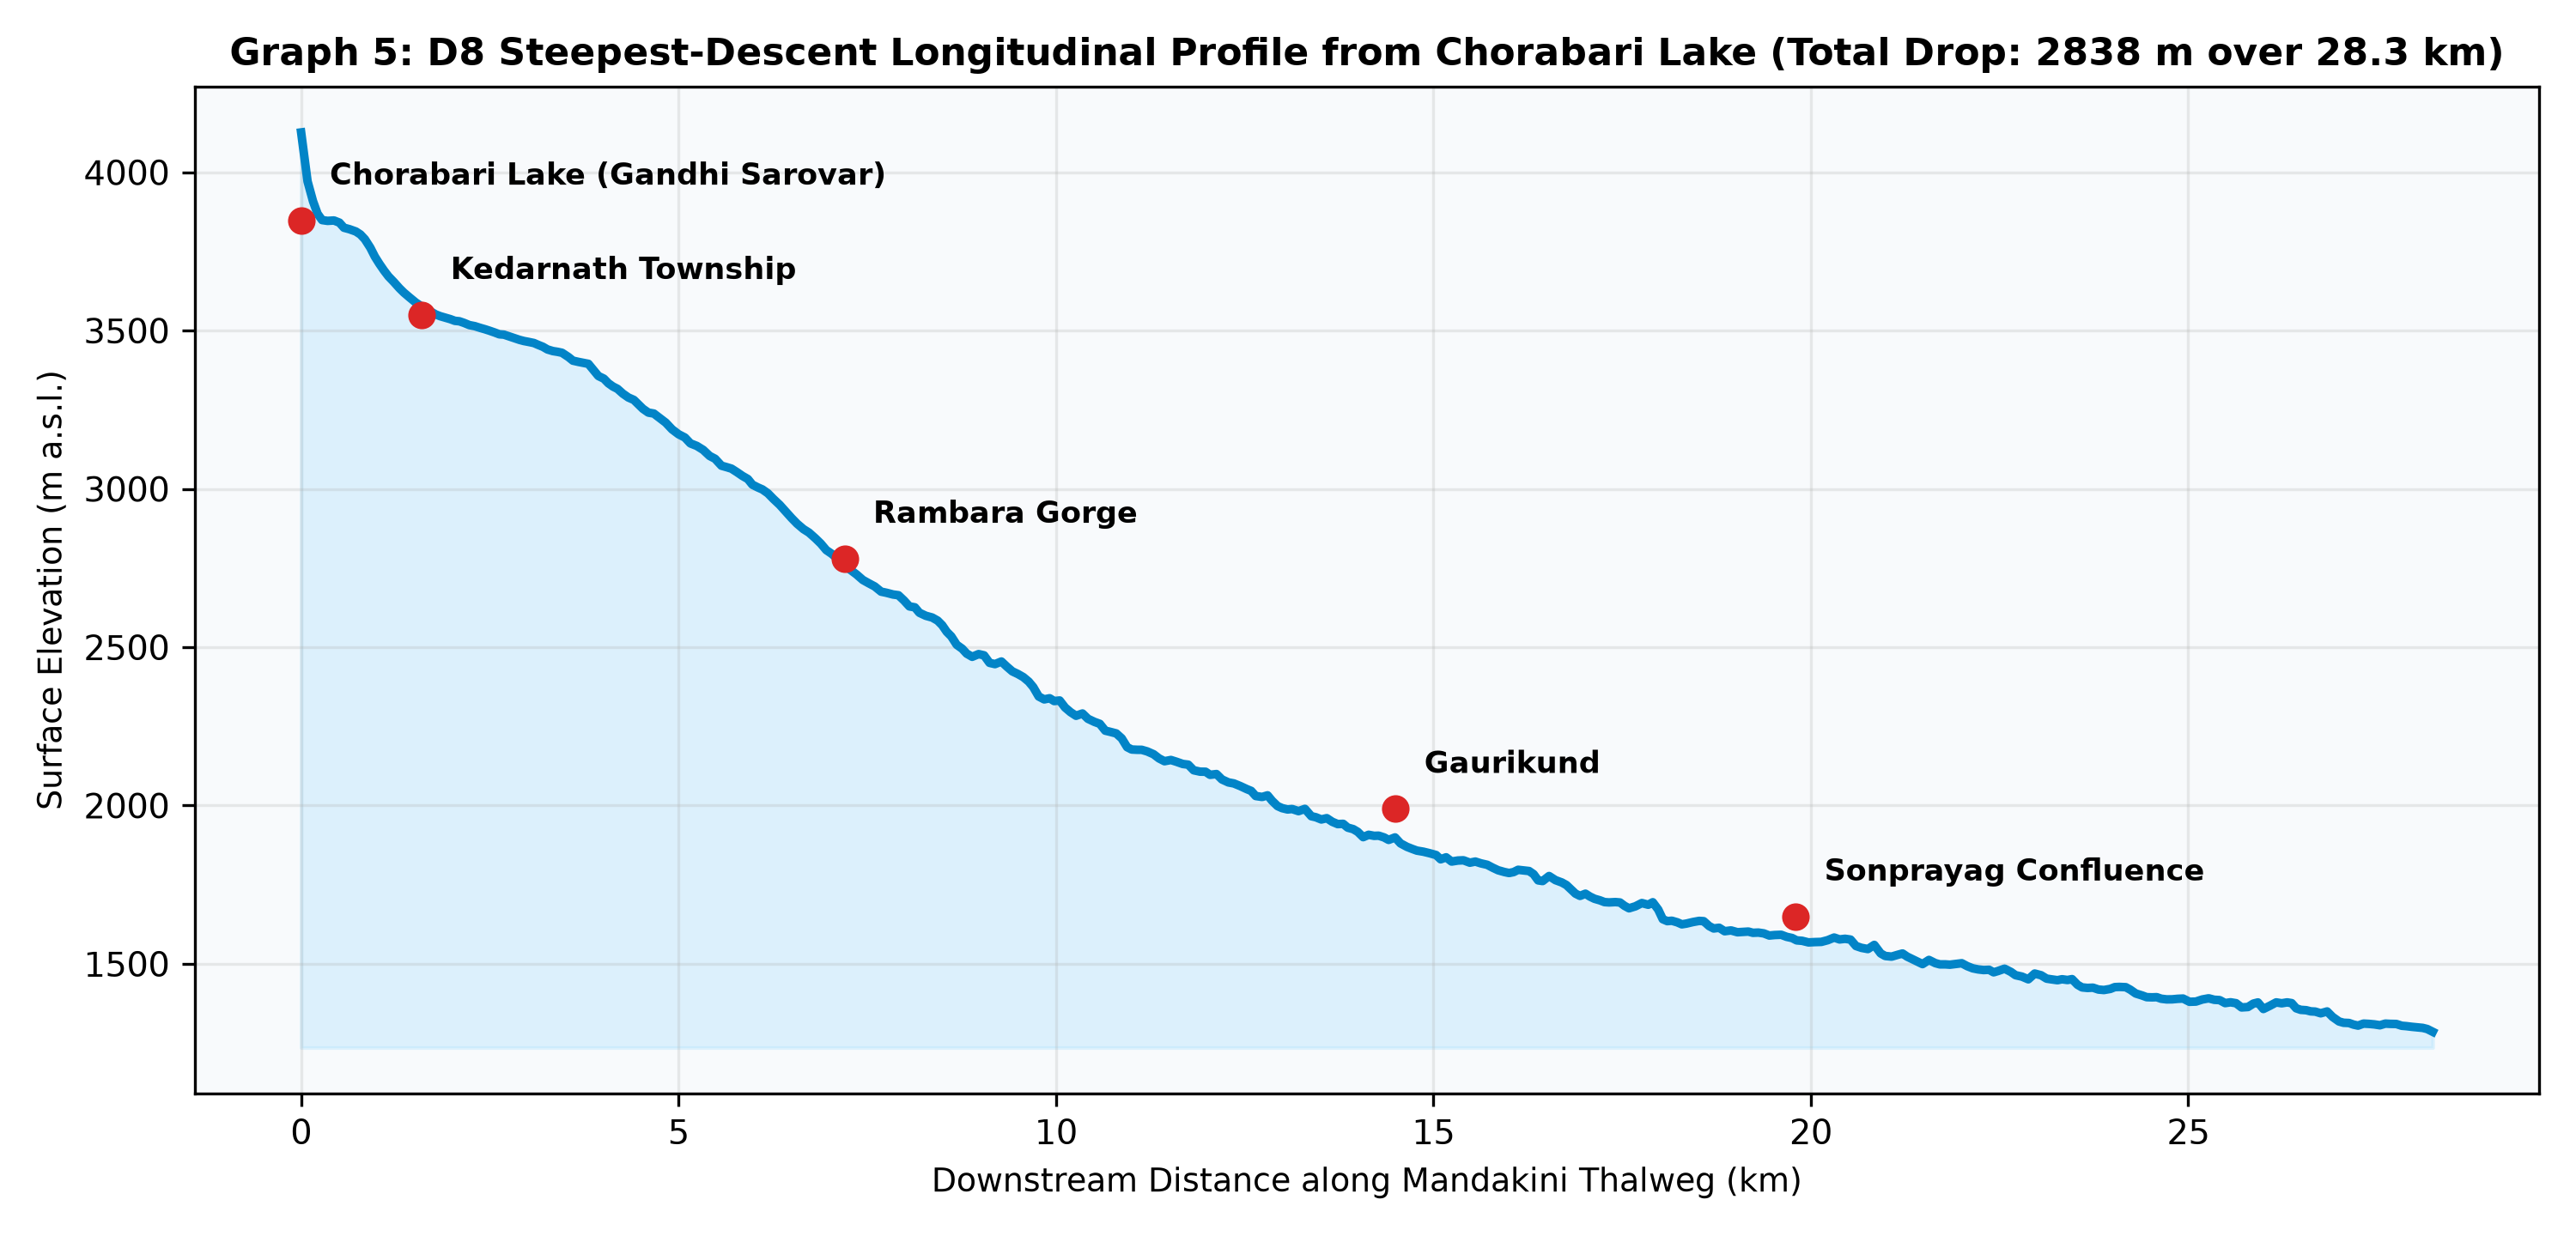 Graph 5: D8 Steepest-Descent Longitudinal Profile from Chorabari Lake (Total Drop: 2838 m over 28.3 km)
Surface Elevation (m a.s.l.)
4000
3500
3000
2500
2000
1500
Chorabari Lake (Gandhi Sarovar)
Kedarnath Township
Rambara Gorge
Gaurikund
Sonprayag Confluence
0 5 10 15 20 25
Downstream Distance along Mandakini Thalweg (km)